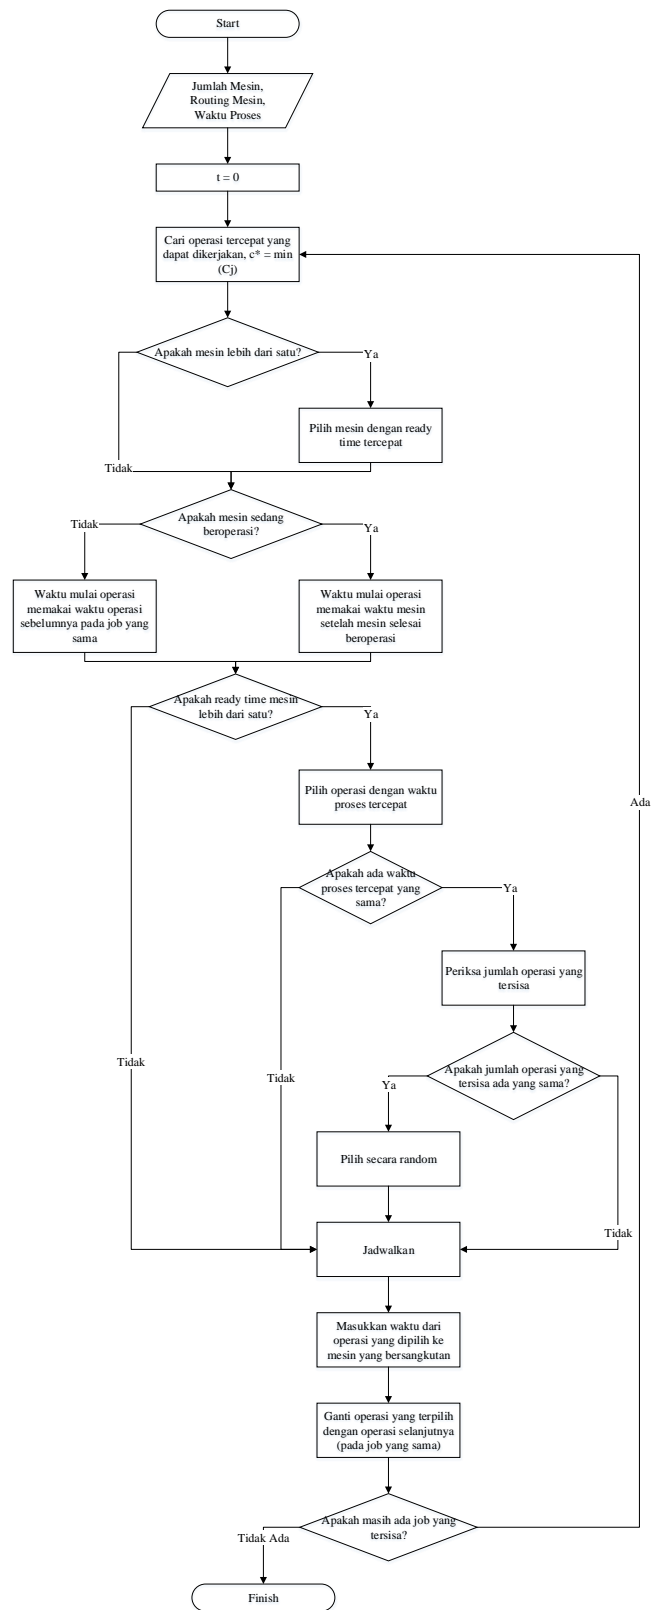 Start
Jumlah Mesin,
Routing Mesin,
Waktu Proses
t = 0
Cari operasi tercepat yang
dapat dikerjakan, c* = min
(Cj)
Apakah mesin lebih dari satu?
Ya
Pilih mesin dengan ready
time tercepat
Tidak
Apakah mesin sedang
beroperasi?
Tidak
Ya
Waktu mulai operasi
memakai waktu operasi
sebelumnya pada job yang
sama
Waktu mulai operasi
memakai waktu mesin
setelah mesin selesai
beroperasi
Apakah ready time mesin
lebih dari satu?
Ya
Pilih operasi dengan waktu
proses tercepat
Ada
Apakah ada waktu
proses tercepat yang
sama?
Ya
Periksa jumlah operasi yang
tersisa
Tidak
Tidak
Apakah jumlah operasi yang
tersisa ada yang sama?
Ya
Pilih secara random
Tidak
Jadwalkan
Masukkan waktu dari
operasi yang dipilih ke
mesin yang bersangkutan
Ganti operasi yang terpilih
dengan operasi selanjutnya
(pada job yang sama)
Apakah masih ada job yang
tersisa?
Tidak Ada
Finish